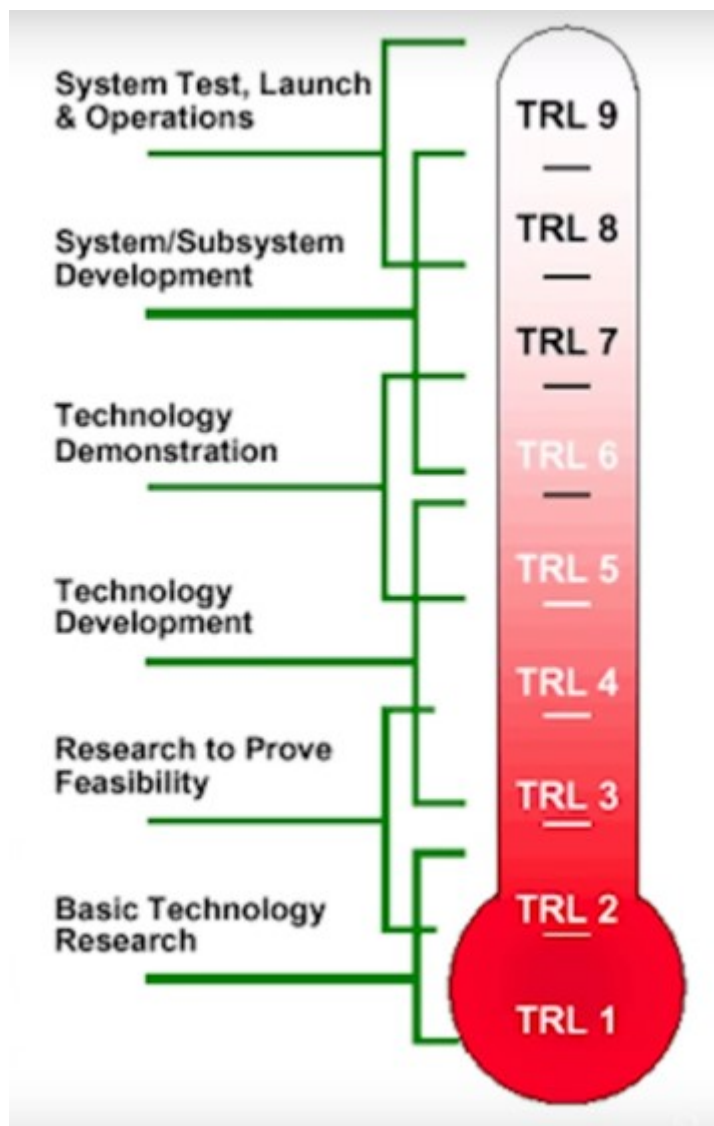 System Test, Launch
& Operations
System/Subsystem
Development
Technology
Demonstration
Technology
Development
Research to Prove
Feasibility
Basic Technology
Research
TRL 9
TRL 8
TRL 7
TRL 6
TRL 5
TRL 4
TRL 3
TRL 2
TRL 1